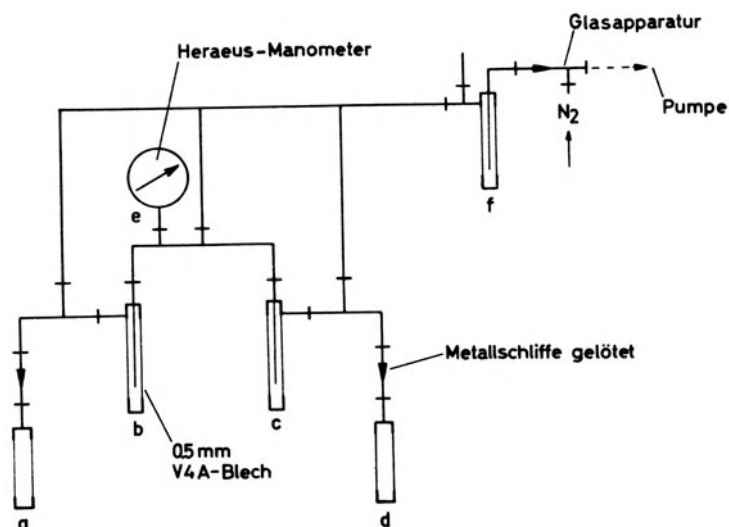 Glasapparatur
Heraeus-Manometer
N2
Pumpe
e
f
Metallschliffe gelötet
b
c
0.5 mm
V4A-Blech
a
d